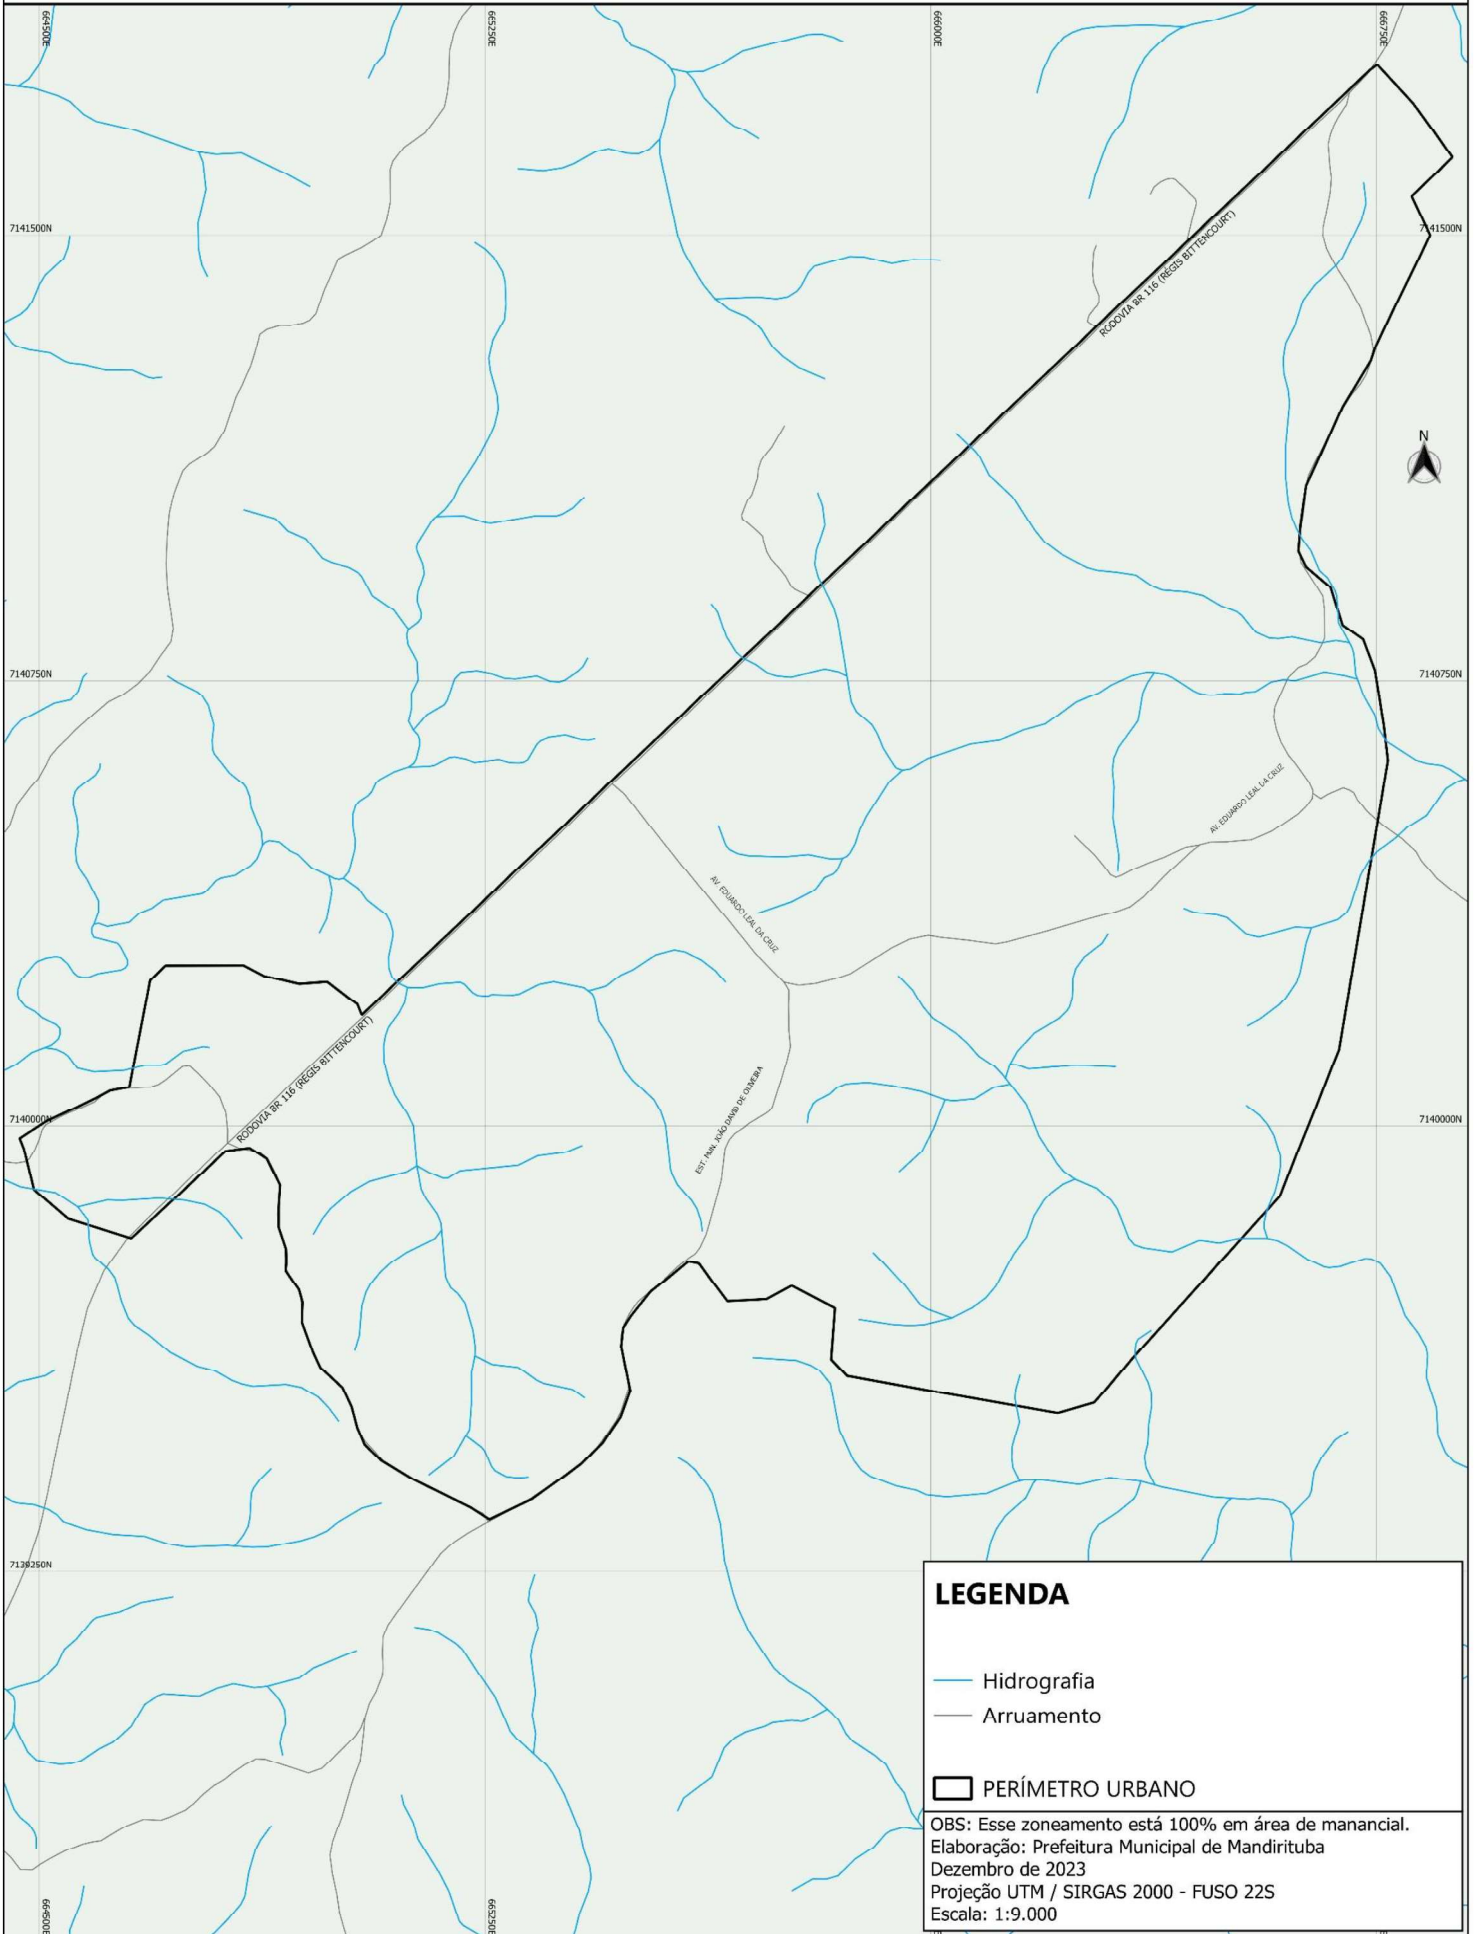 664500E
665250E
666000E
666750E
7141500N
7141500N
RODOVIA BR 116 (RÉGIS BITTENCOURT)
N
7140750N
7140750N
AV. EDUARDO LEAL DA CRUZ
AV. EDUARDO LEAL DA CRUZ
RODOVIA BR 116 (RÉGIS BITTENCOURT)
EST. MUN. JOÃO DAVID DE OLIVEIRA
7140000N
7140000N
7139250N
LEGENDA
Hidrografia
Arruamento
PERÍMETRO URBANO
OBS: Esse zoneamento está 100% em área de manancial.
Elaboração: Prefeitura Municipal de Mandirituba
Dezembro de 2023
Projeção UTM / SIRGAS 2000 - FUSO 22S
Escala: 1:9.000
664500E
665250E